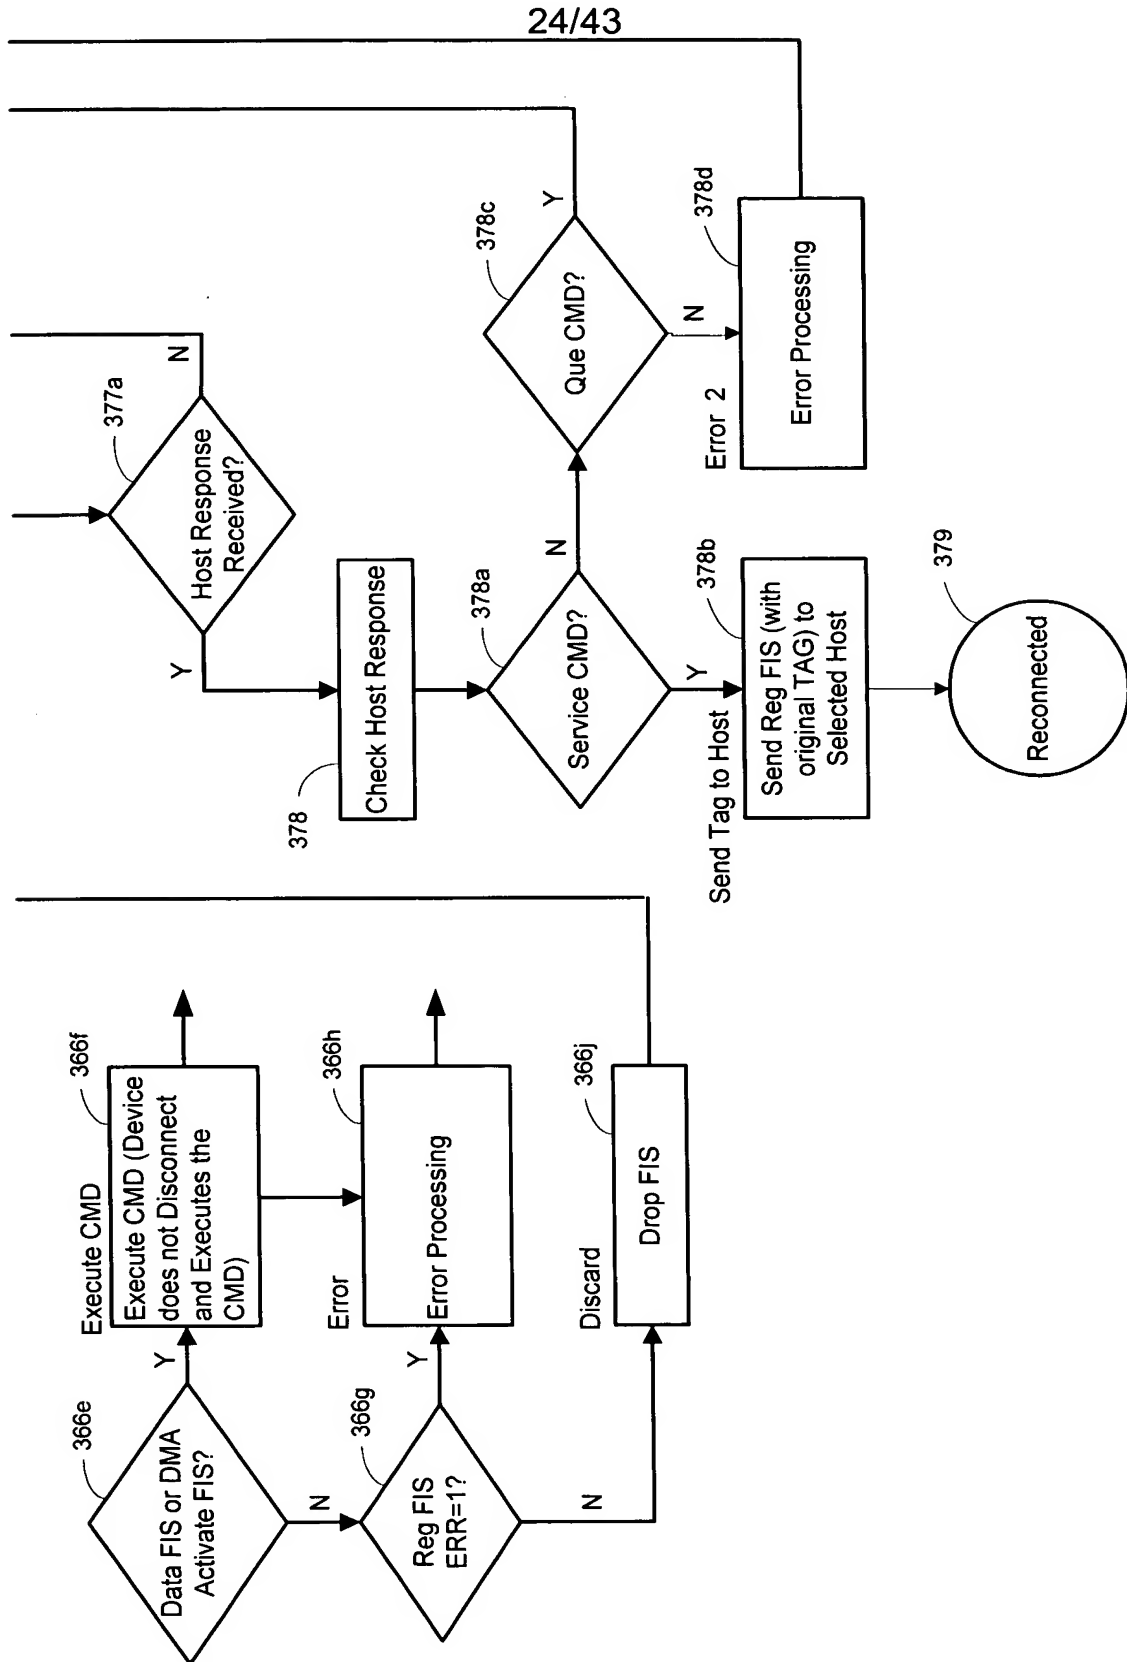 24/43
366e
Data FIS or DMA
Activate FIS?
Y
N
Execute CMD
366f
Execute CMD (Device
does not Disconnect
and Executes the
CMD)
366g
Reg FIS
ERR=1?
Y
N
Error
366h
Error Processing
Discard
366j
Drop FIS
377a
Host Response
Received?
Y
N
378
Check Host Response
378a
Service CMD?
N
Y
378c
Que CMD?
Y
N
Send Tag to Host
378b
Send Reg FIS (with
original TAG) to
Selected Host
Error 2
378d
Error Processing
379
Reconnected